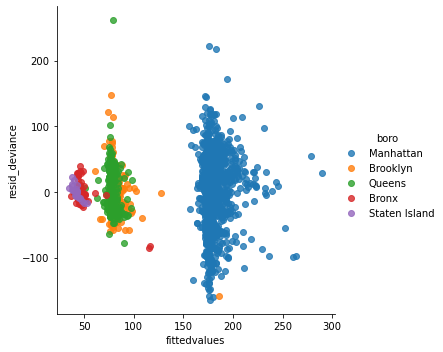 200
100
0
−100
resid_deviance
50
100
150
200
250
300
fittedvalues
boro
Manhattan
Brooklyn
Queens
Bronx
Staten Island